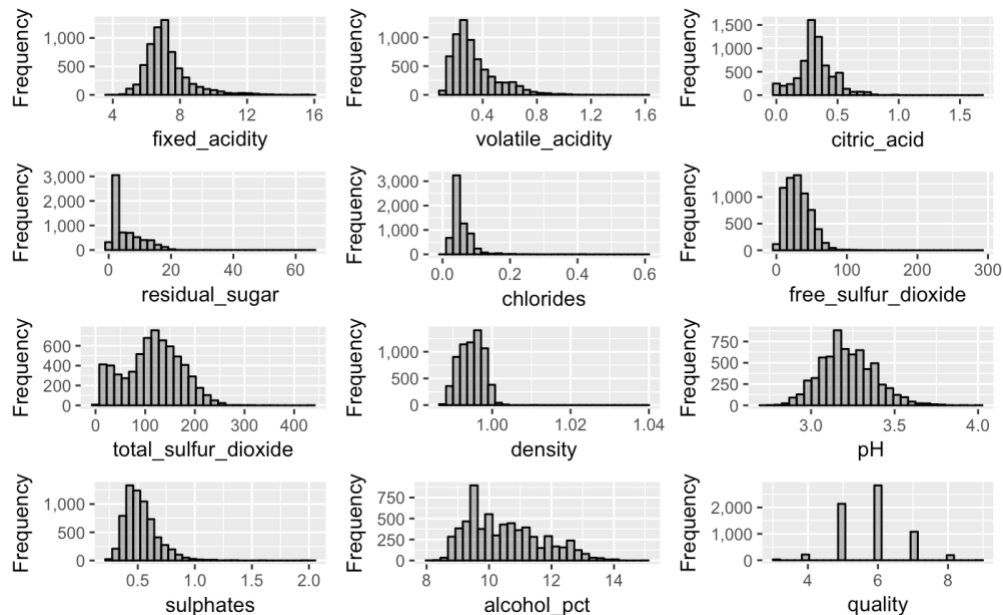 Frequency
1,000
500
0
4 8 12 16
fixed_acidity
Frequency
1,000
500
0
0.4 0.8 1.2 1.6
volatile_acidity
Frequency
1,500
1,000
500
0
0.0 0.5 1.0 1.5
citric_acid
Frequency
3,000
2,000
1,000
0
0 20 40 60
residual_sugar
Frequency
3,000
2,000
1,000
0
0.0 0.2 0.4 0.6
chlorides
Frequency
1,000
500
0
0 100 200 300
free_sulfur_dioxide
Frequency
600
400
200
0
0 100 200 300 400
total_sulfur_dioxide
Frequency
1,000
500
0
1.00 1.02 1.04
density
Frequency
750
500
250
0
3.0 3.5 4.0
pH
Frequency
1,000
500
0
0.5 1.0 1.5 2.0
sulphates
Frequency
750
500
250
0
8 10 12 14
alcohol_pct
Frequency
2,000
1,000
0
4 6 8
quality